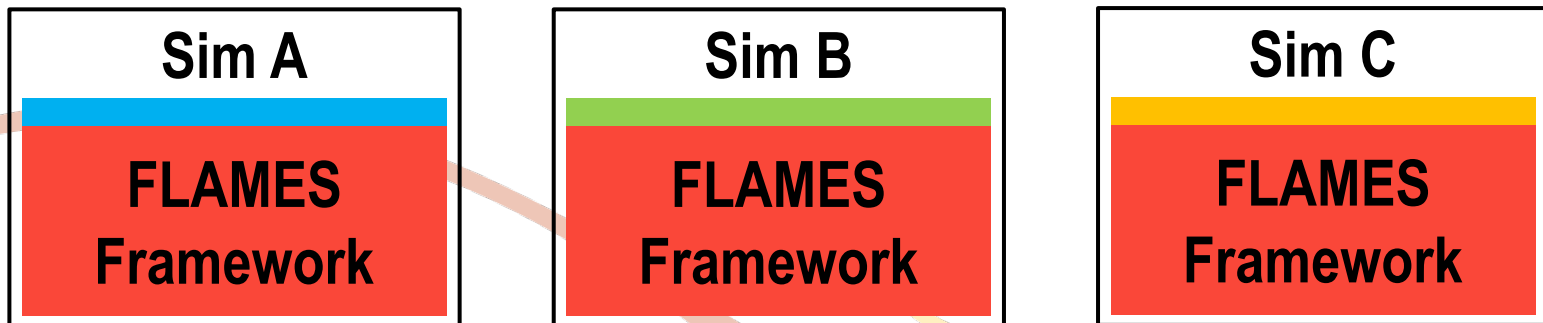 Sim A
FLAMES
Framework
Sim B
FLAMES
Framework
Sim C
FLAMES
Framework